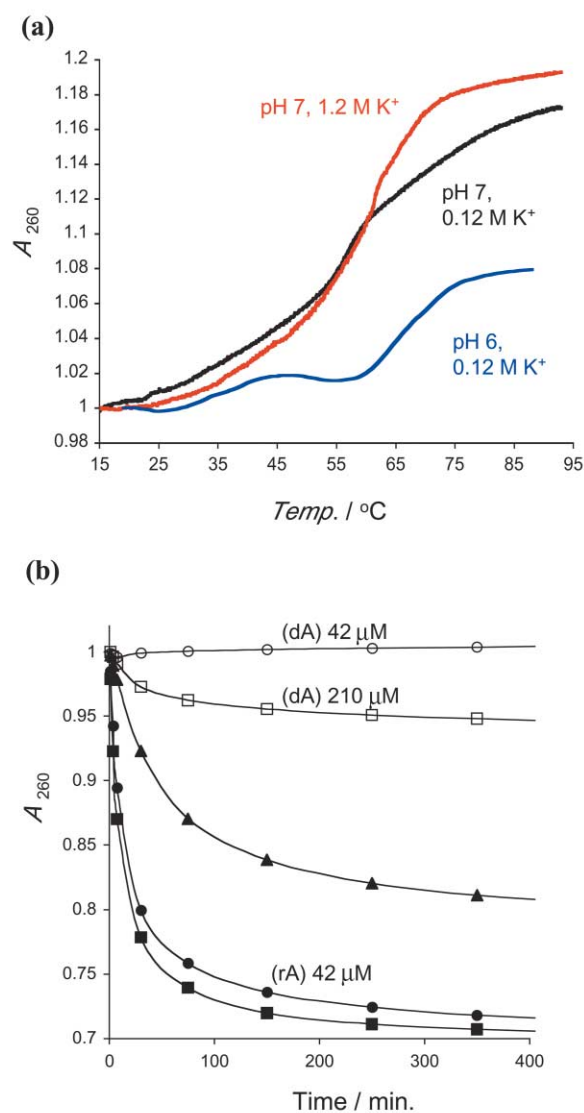 (a)
1.2
1.18
1.16
1.14
1.12
1.1
1.08
1.06
1.04
1.02
1
0.98
A 260
pH 7, 1.2 M K⁺
pH 7,
0.12 M K⁺
pH 6,
0.12 M K⁺
15 25 35 45 55 65 75 85 95
Temp. / °C
(b)
1
0.95
0.9
0.85
0.8
0.75
0.7
A 260
(dA) 42 μM
(dA) 210 μM
(rA) 42 μM
0 100 200 300 400
Time / min.